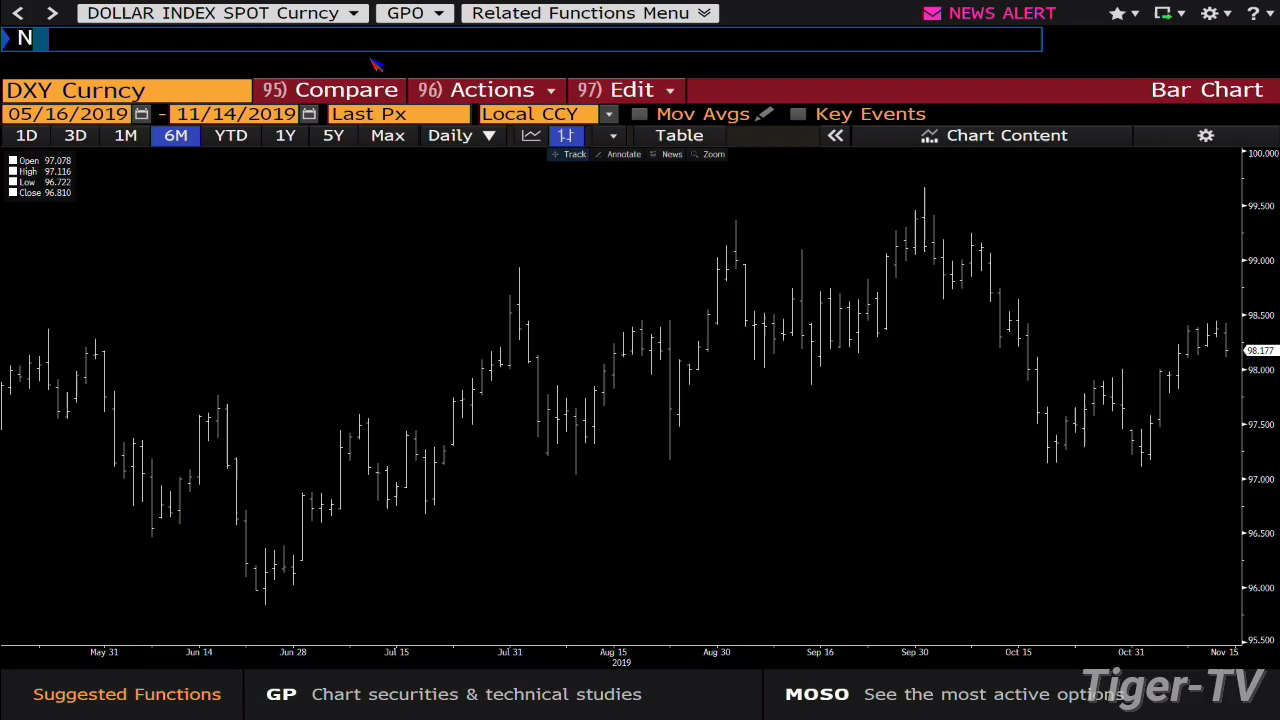 DOLLAR INDEX SPOT Curncy GPO Related Functions Menu NEWS ALERT ?
N
DXY Curncy 95) Compare 96) Actions 97) Edit Bar Chart
05/16/2019 - 11/14/2019 Last Px Local CCY Mov Avgs Key Events
1D 3D 1M 6M YTD 1Y 5Y Max Daily Table Chart Content
Track Annotate News Zoom
Open 97.078
High 97.116
Low 96.722
Close 96.810
100.000
99.500
99.000
98.500
98.177
98.000
97.500
97.000
96.500
96.000
95.500
May 31 Jun 14 Jun 28 Jul 15 Jul 31 Aug 15 Aug 30 Sep 16 Sep 30 Oct 15 Oct 31 Nov 15
2019
Suggested Functions GP Chart securities & technical studies MOSO See the most active options
Tiger-TV